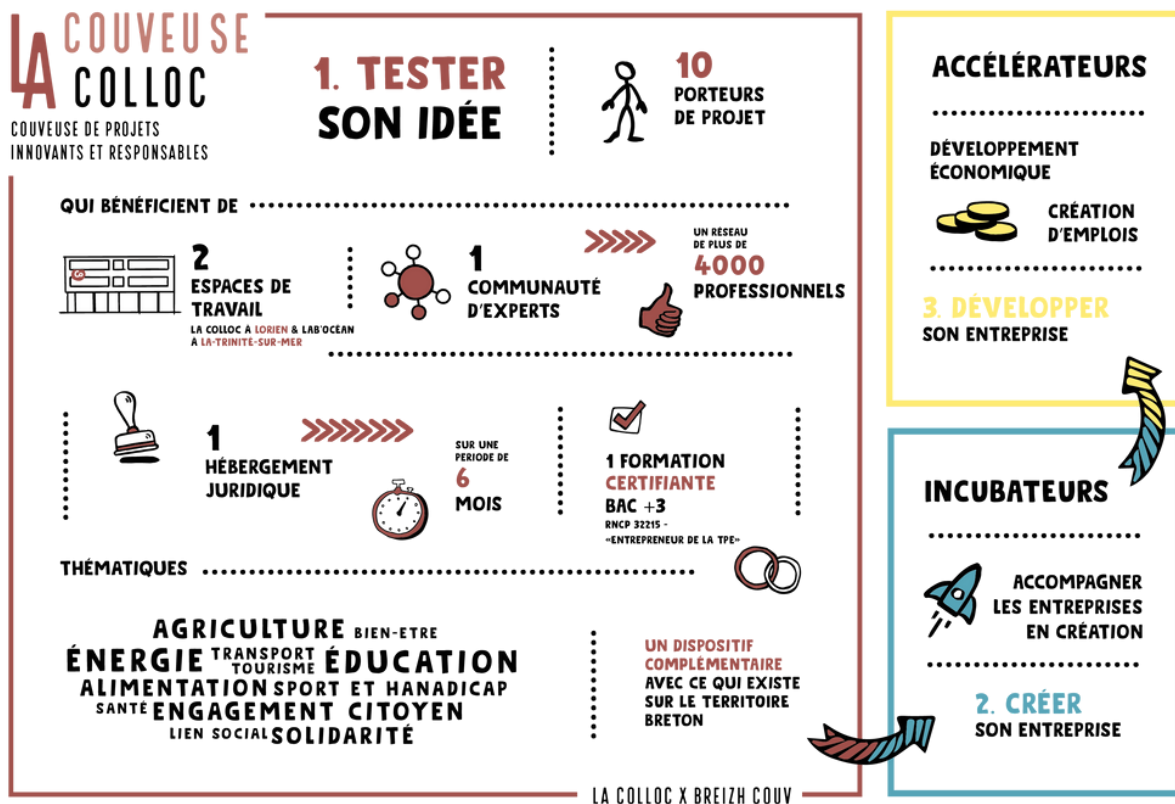 LA COUVEUSE
COLLOC
COUVEUSE DE PROJETS
INNOVANTS ET RESPONSABLES
1. TESTER
SON IDÉE
10
PORTEURS
DE PROJET
QUI BÉNÉFICIENT DE
Co
2
ESPACES DE
TRAVAIL
LA COLLOC À LORIEN & LAB'OCÉAN
À LA-TRINITÉ-SUR-MER
1
COMMUNAUTÉ
D'EXPERTS
UN RÉSEAU
DE PLUS DE
4000
PROFESSIONNELS
1
HÉBERGEMENT
JURIDIQUE
SUR UNE
PERIODE DE
6
MOIS
1 FORMATION
CERTIFIANTE
BAC +3
RNCP 32215 -
«ENTREPRENEUR DE LA TPE»
THÉMATIQUES
AGRICULTURE BIEN-ETRE
ÉNERGIE TRANSPORT TOURISME ÉDUCATION
ALIMENTATION SPORT ET HANADICAP
SANTÉ ENGAGEMENT CITOYEN
LIEN SOCIAL SOLIDARITÉ
UN DISPOSITIF
COMPLÉMENTAIRE
AVEC CE QUI EXISTE
SUR LE TERRITOIRE
BRETON
LA COLLOC X BREIZH COUV
ACCÉLÉRATEURS
DÉVELOPPEMENT
ÉCONOMIQUE
CRÉATION
D'EMPLOIS
3. DÉVELOPPER
SON ENTREPRISE
INCUBATEURS
ACCOMPAGNER
LES ENTREPRISES
EN CRÉATION
2. CRÉER
SON ENTREPRISE